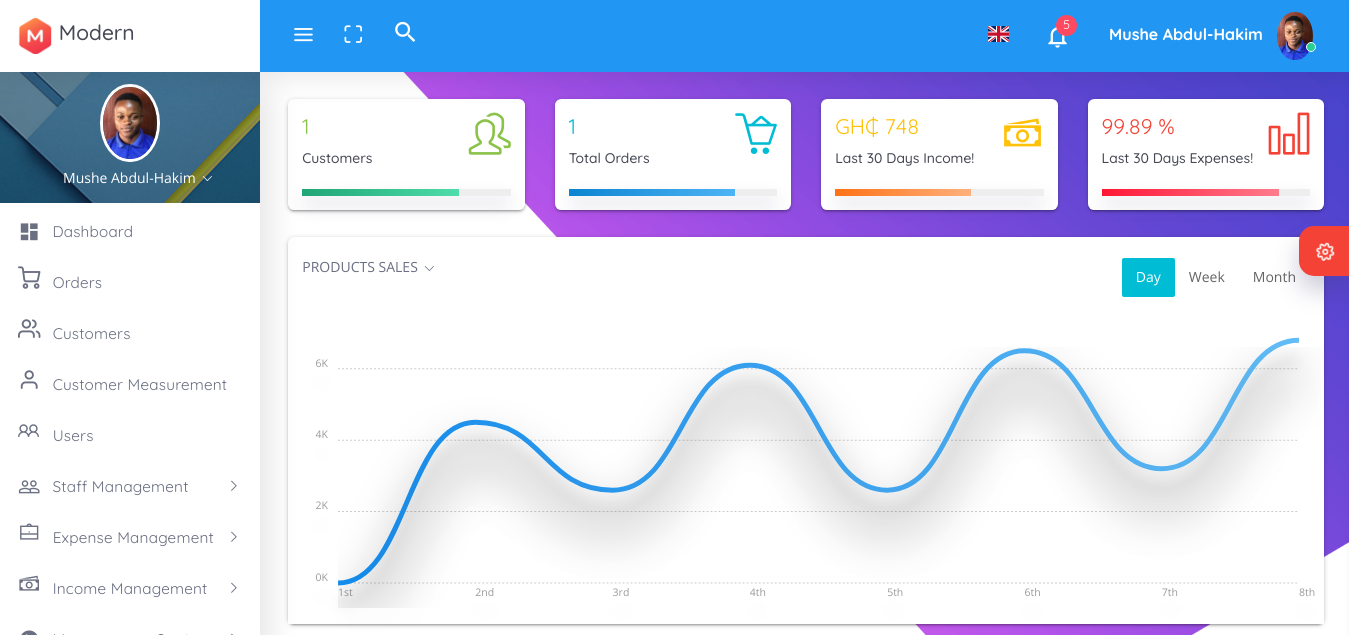 M Modern
5
Mushe Abdul-Hakim
Mushe Abdul-Hakim
Dashboard
Orders
Customers
Customer Measurement
Users
Staff Management
Expense Management
Income Management
1
Customers
1
Total Orders
GH₵ 748
Last 30 Days Income!
99.89 %
Last 30 Days Expenses!
PRODUCTS SALES
Day Week Month
6K
4K
2K
0K
1st 2nd 3rd 4th 5th 6th 7th 8th